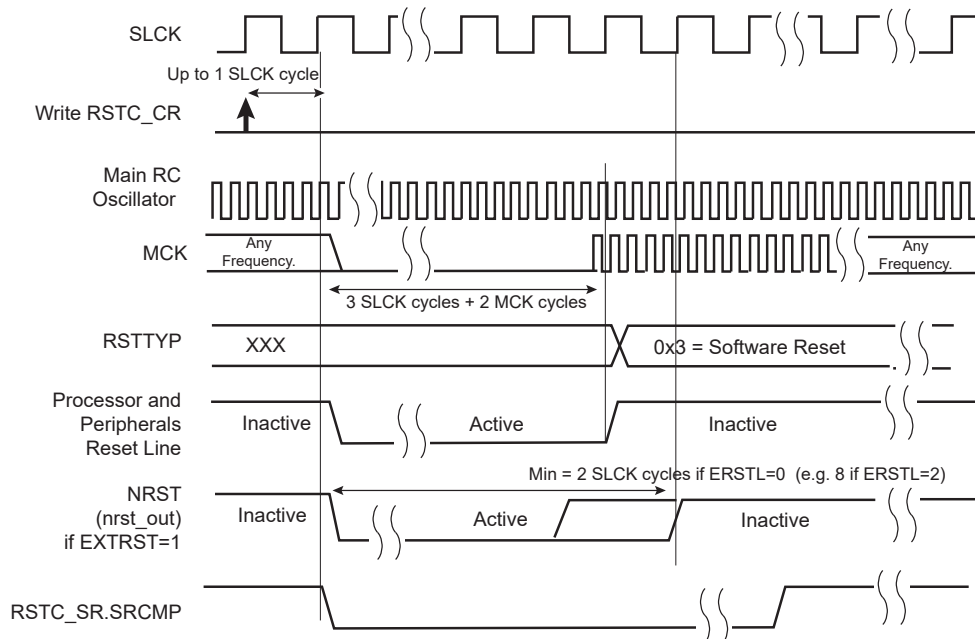 SLCK
Up to 1 SLCK cycle
Write RSTC_CR
Main RC
Oscillator
MCK
Any
Frequency.
Any
Frequency.
3 SLCK cycles + 2 MCK cycles
RSTTYP
XXX
0x3 = Software Reset
Processor and
Peripherals
Reset Line
Inactive
Active
Inactive
Min = 2 SLCK cycles if ERSTL=0 (e.g. 8 if ERSTL=2)
NRST
(nrst_out)
if EXTRST=1
Inactive
Active
Inactive
RSTC_SR.SRCMP